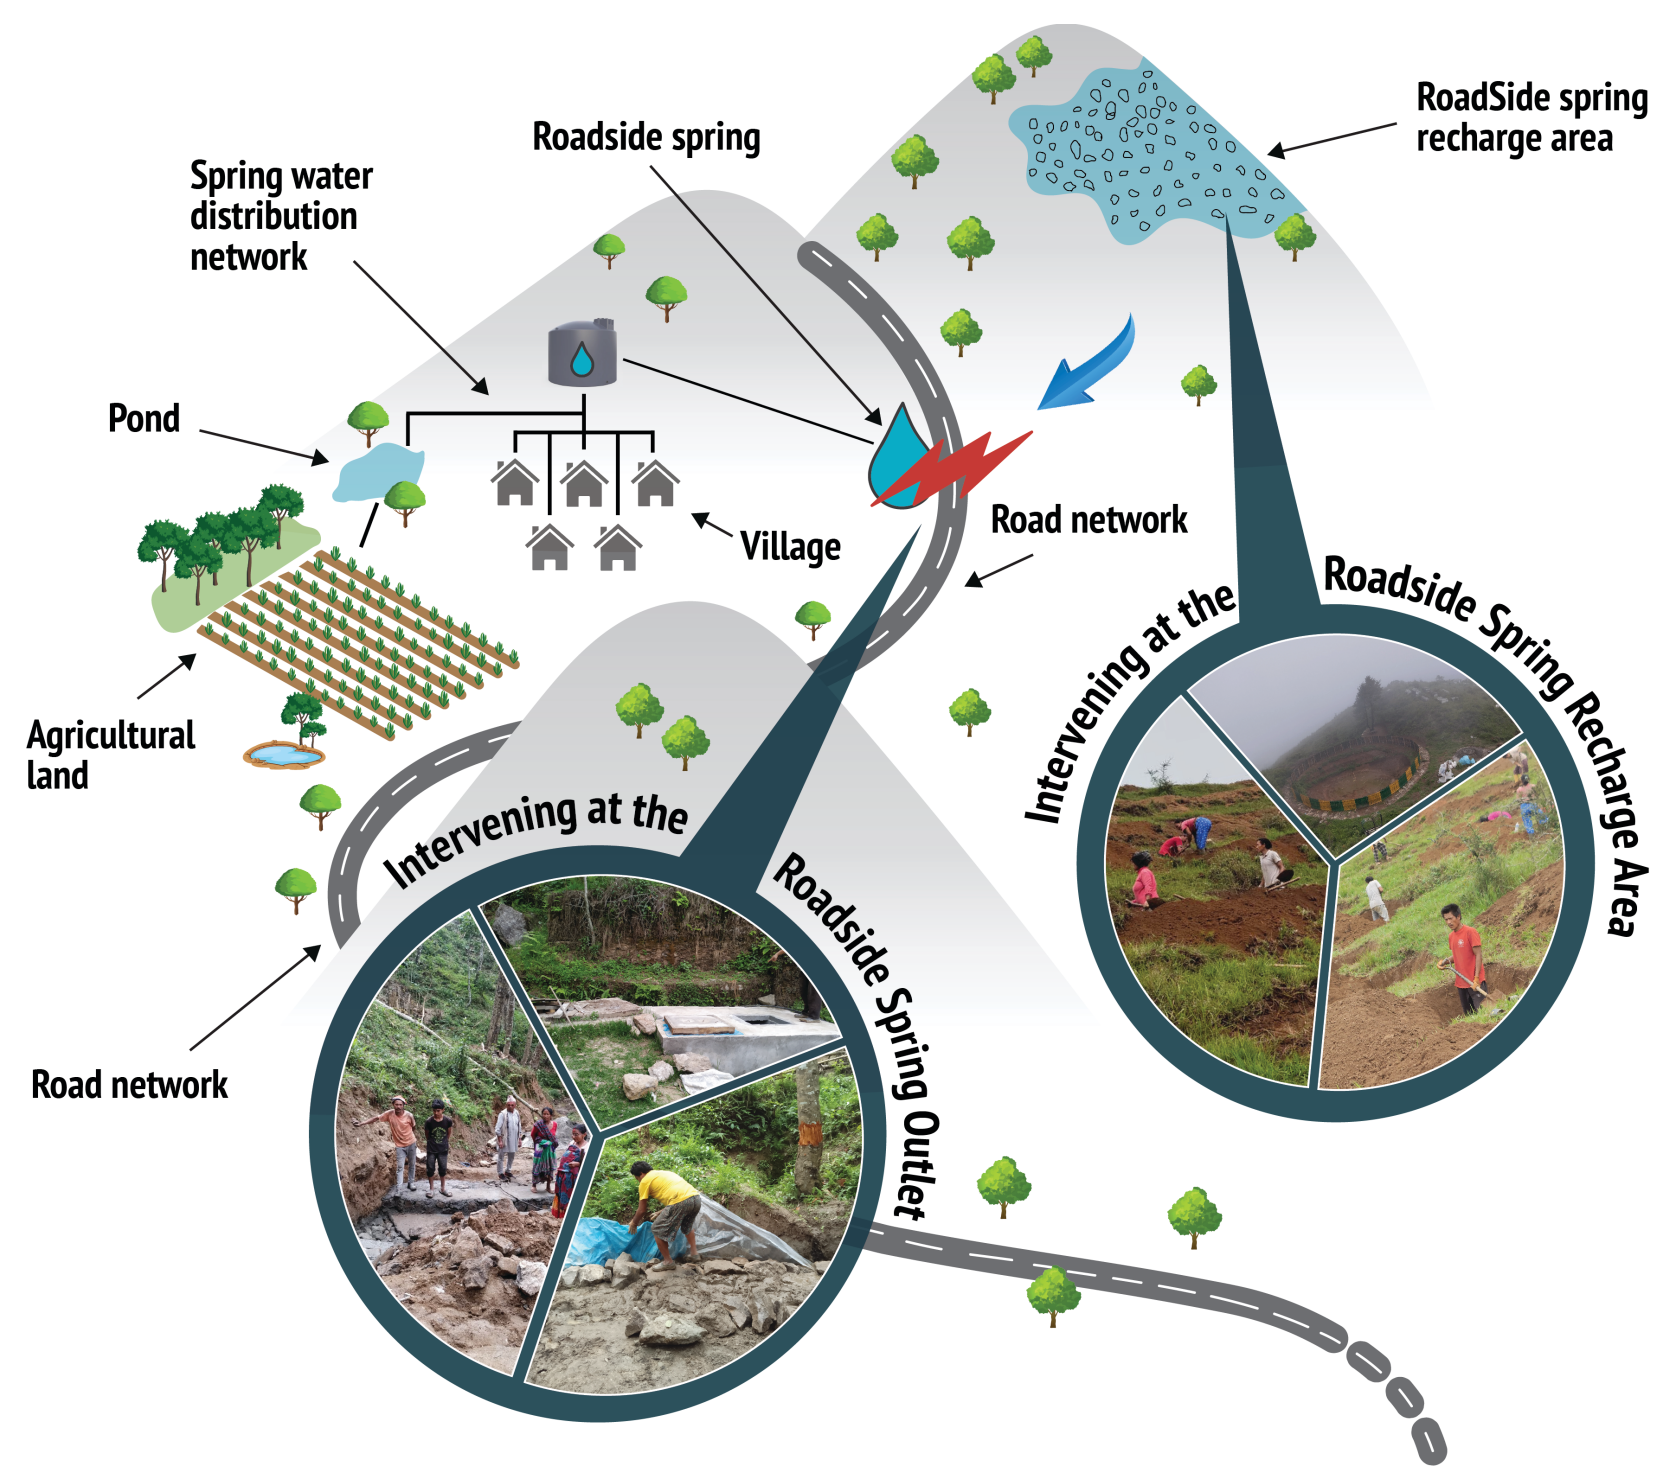 RoadSide spring
recharge area
Roadside spring
Spring water
distribution
network
Pond
Road network
Village
Agricultural
land
Intervening at the
Roadside Spring Recharge Area
Intervening at the
Roadside Spring Outlet
Road network